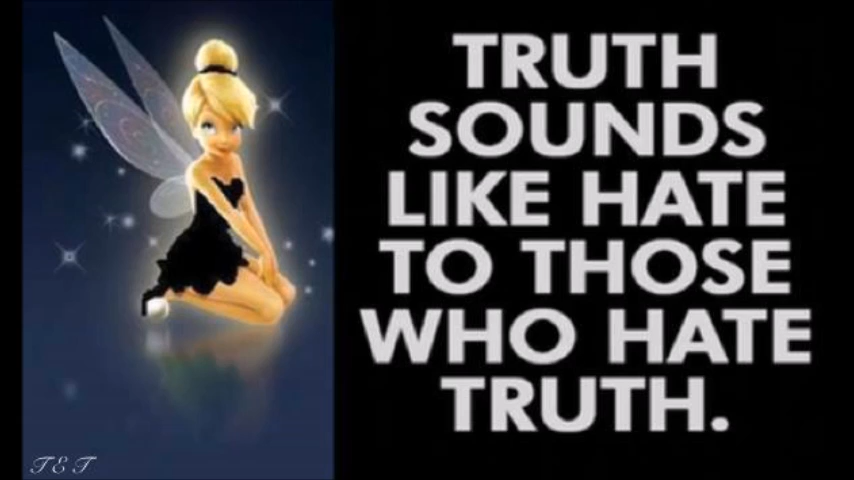 TRUTH
SOUNDS
LIKE HATE
TO THOSE
WHO HATE
TRUTH.
T&T